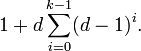 1 + d \sum_{i=0}^{k-1} (d-1)^i.